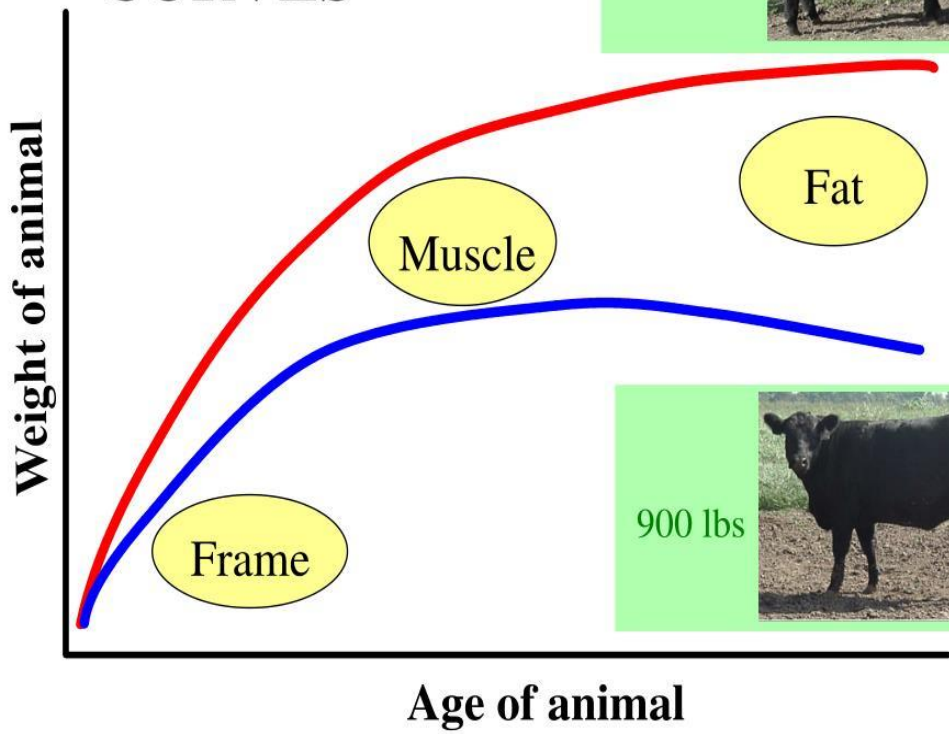 Weight of animal
Fat
Muscle
900 lbs
Frame
Age of animal